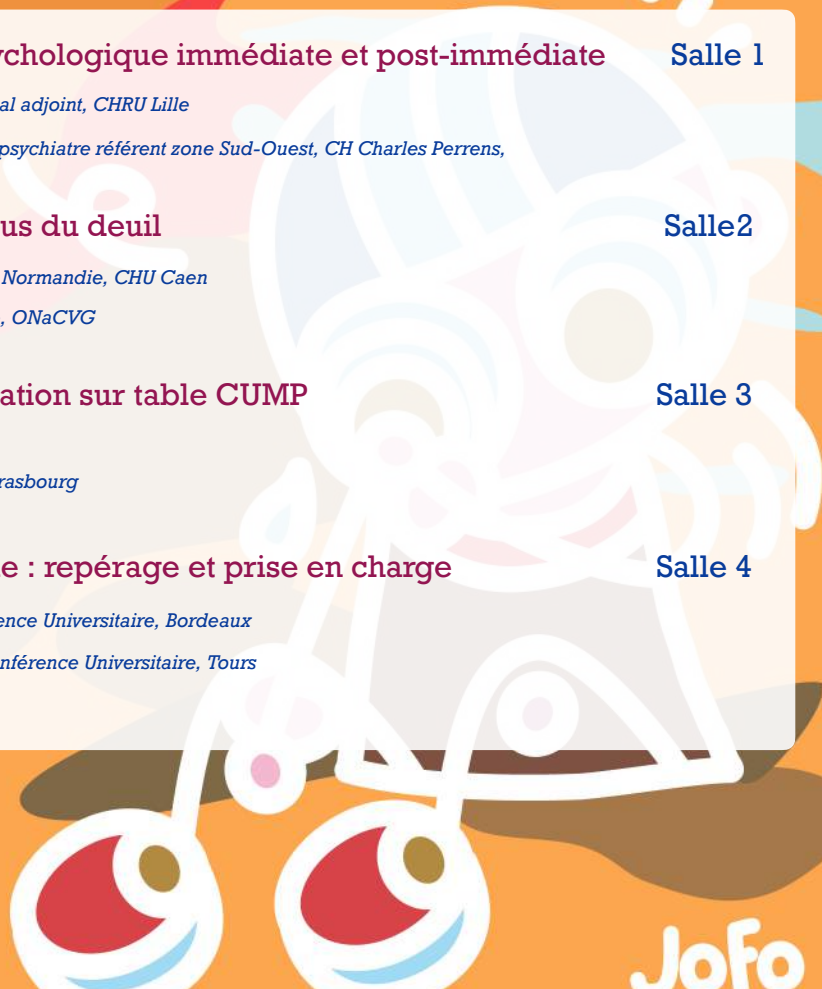 ychologique immédiate et post-immédiate Salle 1
al adjoint, CHRU Lille
psychiatre référent zone Sud-Ouest, CH Charles Perrens,
us du deuil Salle2
Normandie, CHU Caen
, ONaCVG
ation sur table CUMP Salle 3
rasbourg
e : repérage et prise en charge Salle 4
ence Universitaire, Bordeaux
nférence Universitaire, Tours
JoFo